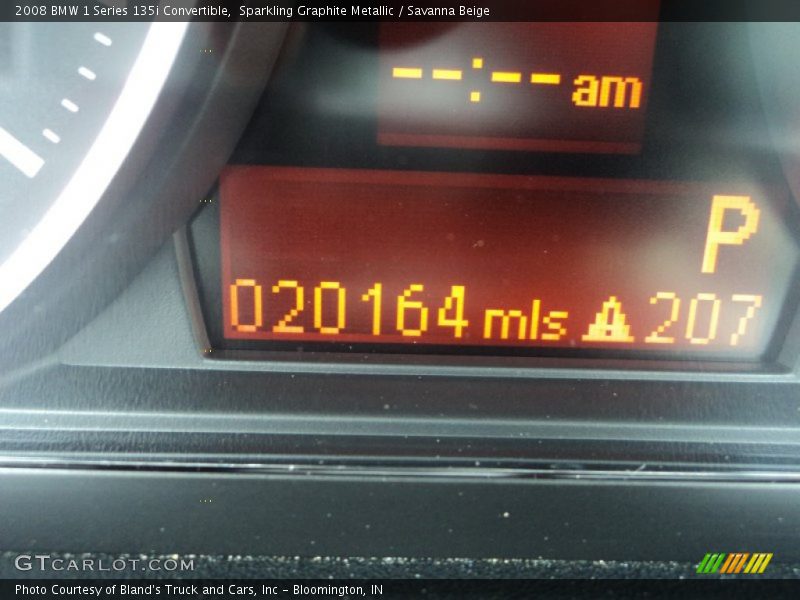 2008 BMW 1 Series 135i Convertible, Sparkling Graphite Metallic / Savanna Beige
--:-- am
P
020164 mls 207
GTCARLOT.COM
Photo Courtesy of Bland's Truck and Cars, Inc - Bloomington, IN